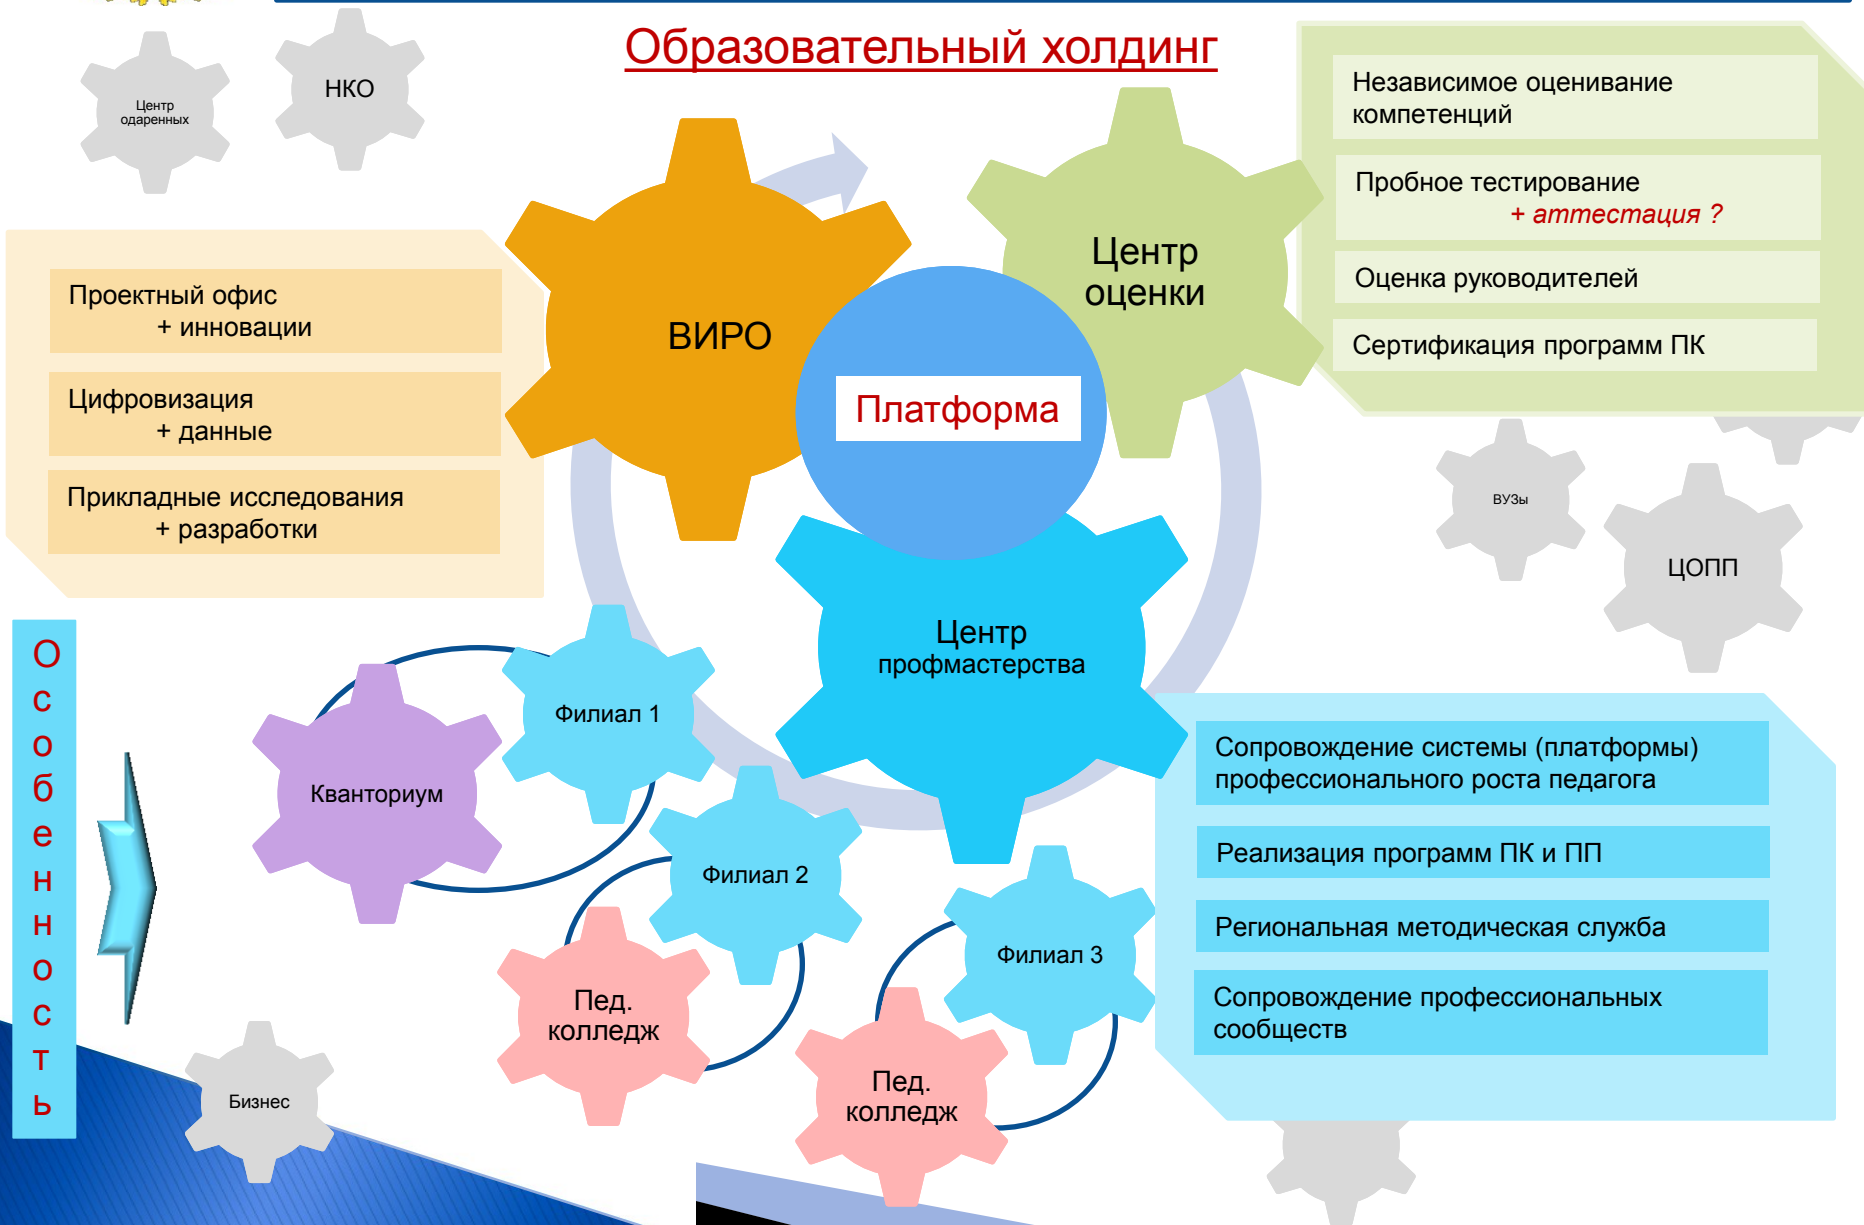 Образовательный холдинг
Центр
одаренных
НКО
Независимое оценивание
компетенций
Пробное тестирование
+ аттестация ?
Оценка руководителей
Сертификация программ ПК
Центр
оценки
ВИРО
Платформа
Проектный офис
+ инновации
Цифровизация
+ данные
Прикладные исследования
+ разработки
ВУЗы
ЦОПП
Центр
профмастерства
Особенность
Филиал 1
Кванториум
Филиал 2
Филиал 3
Пед.
колледж
Пед.
колледж
Бизнес
Сопровождение системы (платформы)
профессионального роста педагога
Реализация программ ПК и ПП
Региональная методическая служба
Сопровождение профессиональных
сообществ